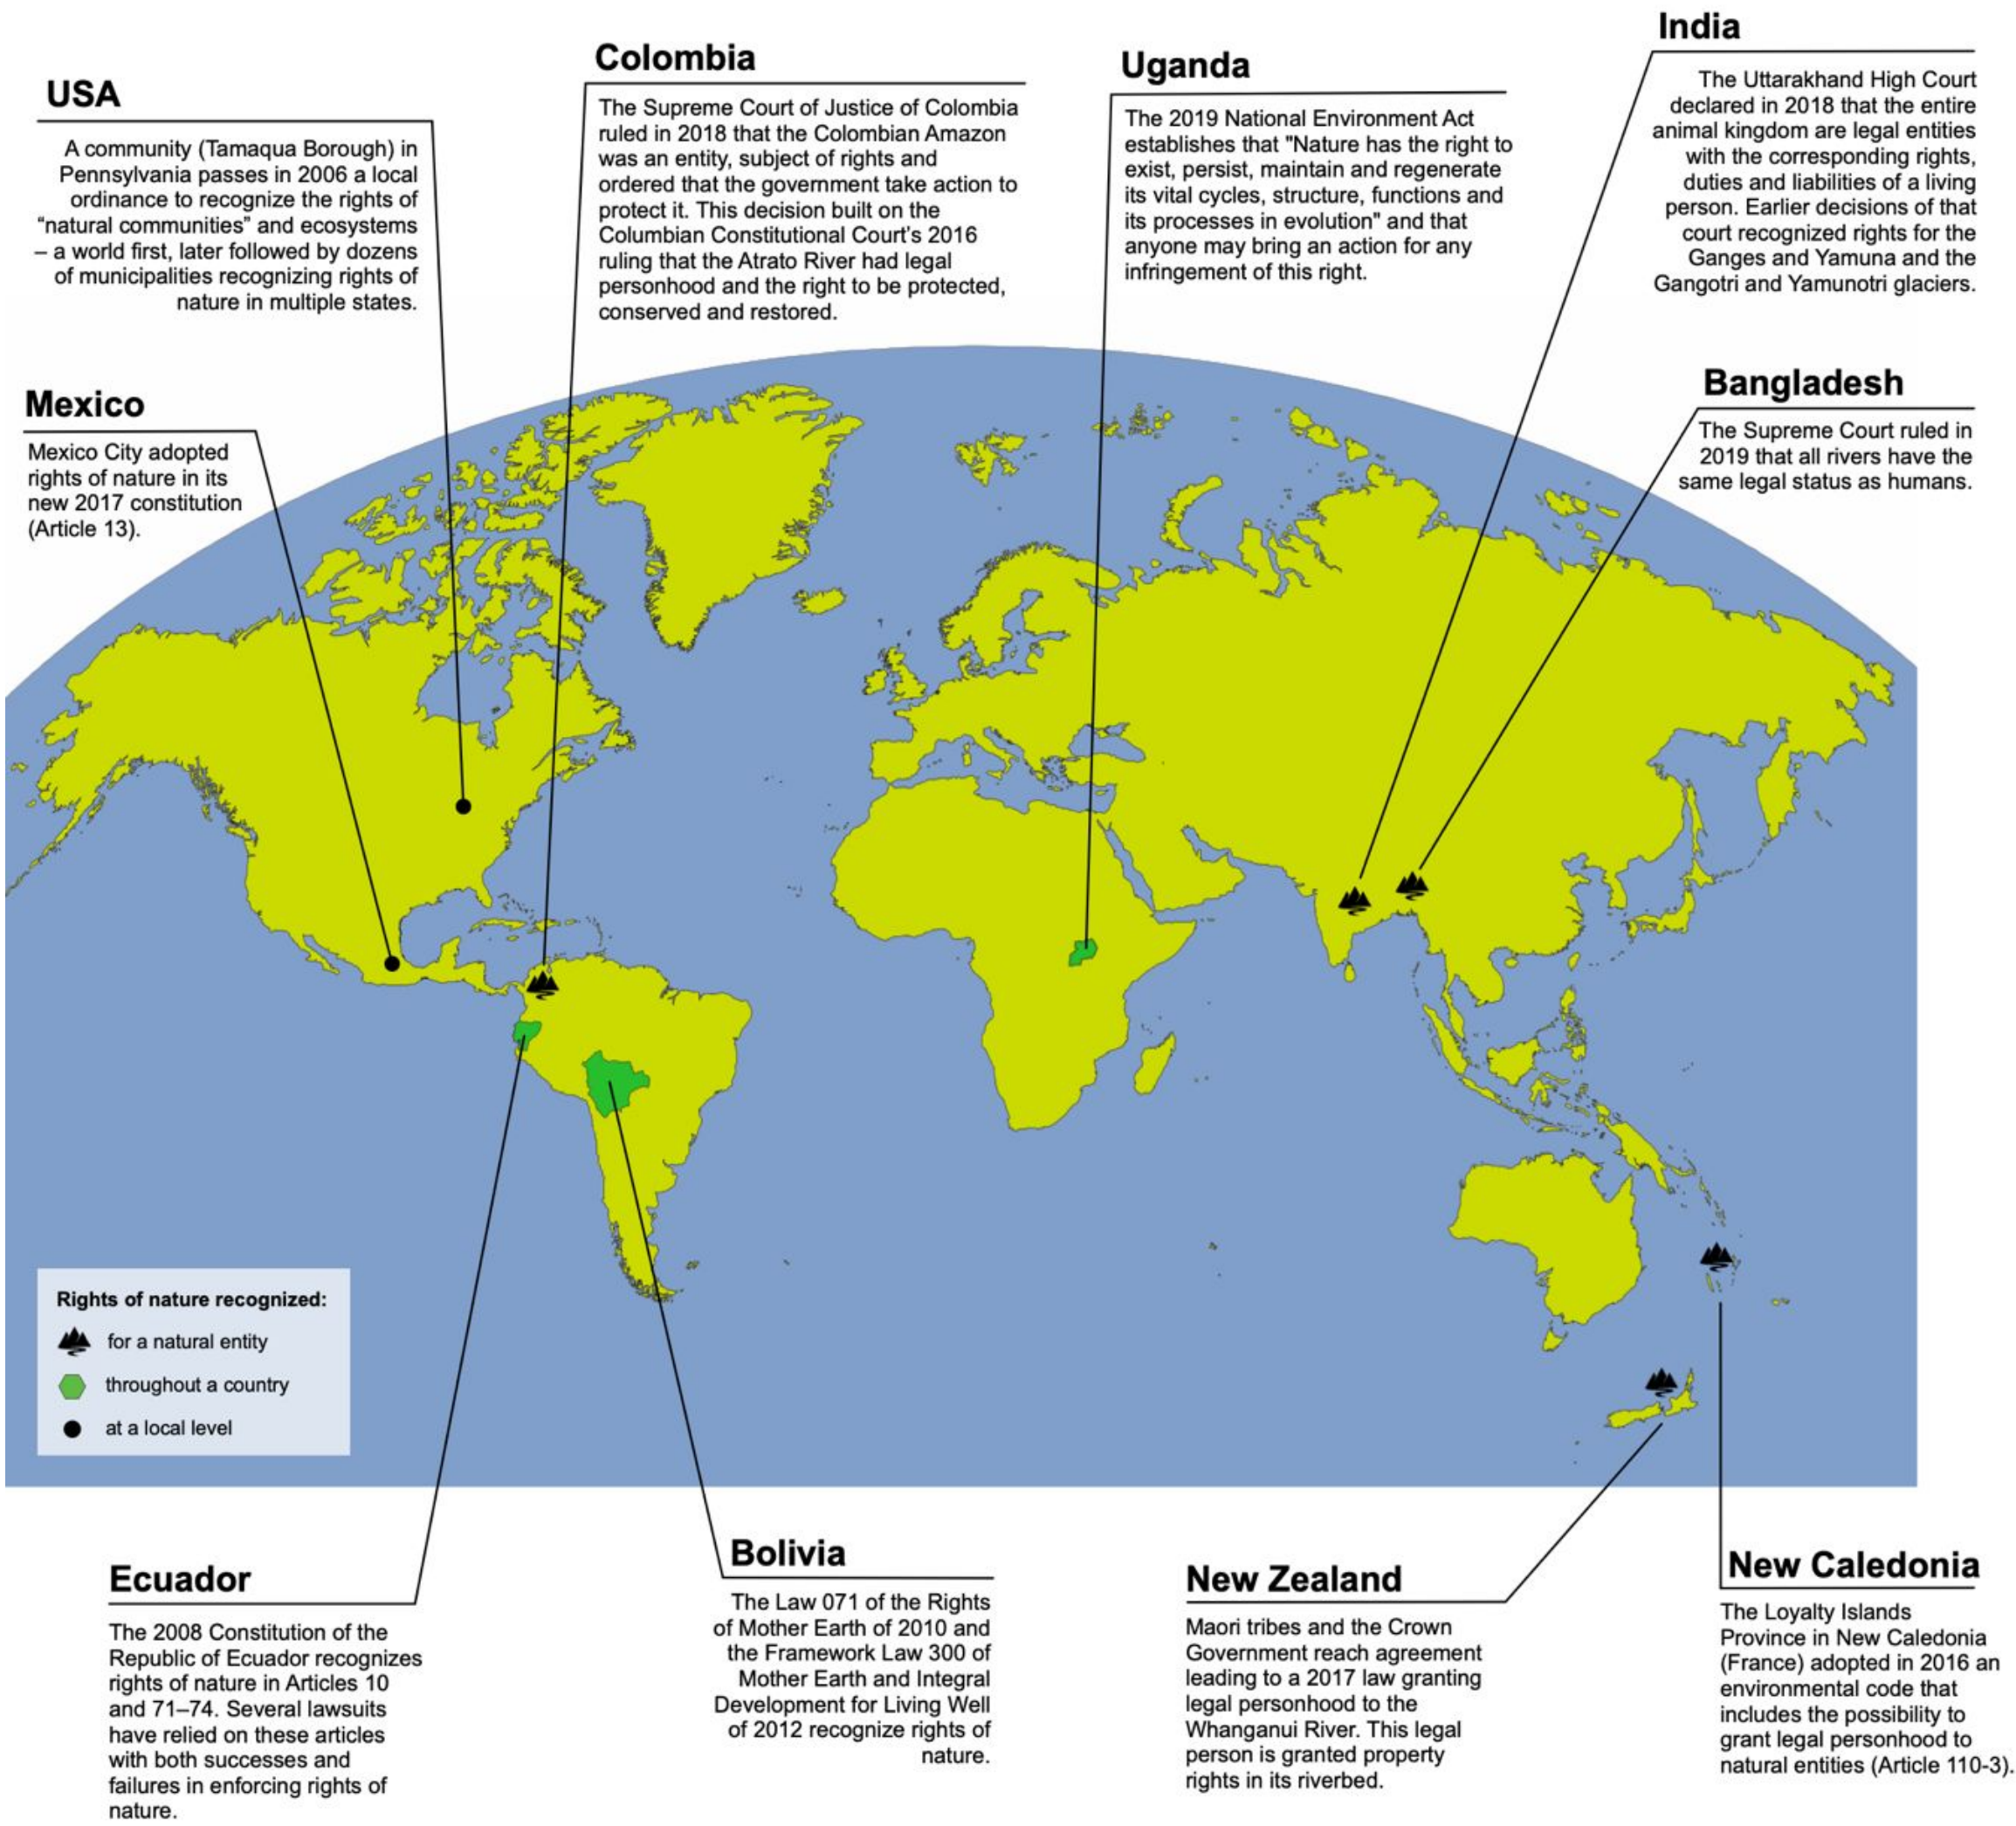 USA
A community (Tamaqua Borough) in
Pennsylvania passes in 2006 a local
ordinance to recognize the rights of
“natural communities” and ecosystems
– a world first, later followed by dozens
of municipalities recognizing rights of
nature in multiple states.
Colombia
The Supreme Court of Justice of Colombia
ruled in 2018 that the Colombian Amazon
was an entity, subject of rights and
ordered that the government take action to
protect it. This decision built on the
Columbian Constitutional Court's 2016
ruling that the Atrato River had legal
personhood and the right to be protected,
conserved and restored.
Uganda
The 2019 National Environment Act
establishes that "Nature has the right to
exist, persist, maintain and regenerate
its vital cycles, structure, functions and
its processes in evolution" and that
anyone may bring an action for any
infringement of this right.
India
The Uttarakhand High Court
declared in 2018 that the entire
animal kingdom are legal entities
with the corresponding rights,
duties and liabilities of a living
person. Earlier decisions of that
court recognized rights for the
Ganges and Yamuna and the
Gangotri and Yamunotri glaciers.
Mexico
Mexico City adopted
rights of nature in its
new 2017 constitution
(Article 13).
Bangladesh
The Supreme Court ruled in
2019 that all rivers have the
same legal status as humans.
Rights of nature recognized:
for a natural entity
throughout a country
at a local level
Ecuador
The 2008 Constitution of the
Republic of Ecuador recognizes
rights of nature in Articles 10
and 71–74. Several lawsuits
have relied on these articles
with both successes and
failures in enforcing rights of
nature.
Bolivia
The Law 071 of the Rights
of Mother Earth of 2010 and
the Framework Law 300 of
Mother Earth and Integral
Development for Living Well
of 2012 recognize rights of
nature.
New Zealand
Maori tribes and the Crown
Government reach agreement
leading to a 2017 law granting
legal personhood to the
Whanganui River. This legal
person is granted property
rights in its riverbed.
New Caledonia
The Loyalty Islands
Province in New Caledonia
(France) adopted in 2016 an
environmental code that
includes the possibility to
grant legal personhood to
natural entities (Article 110-3).